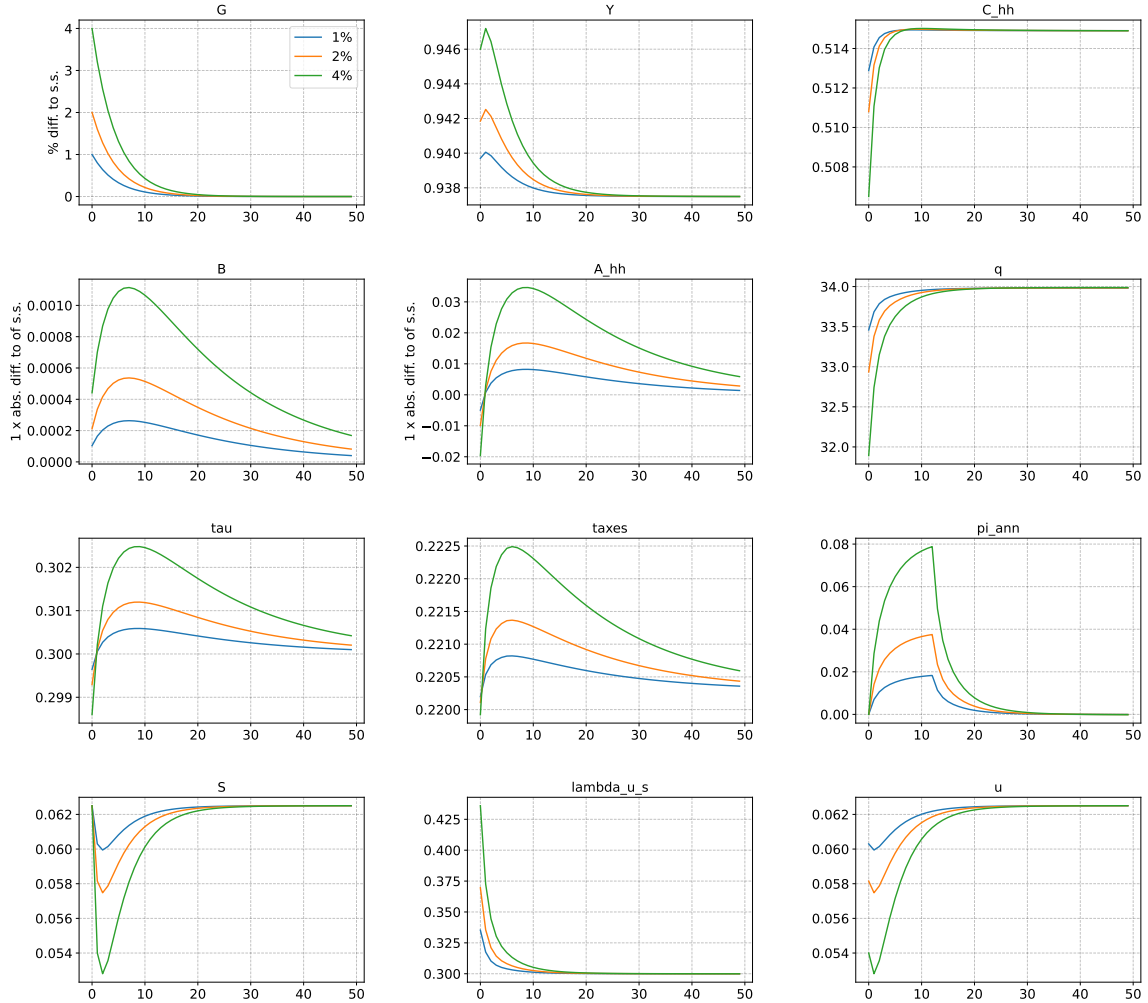 G
% diff. to s.s.
4
3
2
1
0
0 10 20 30 40 50
1%
2%
4%
Y
0.946
0.944
0.942
0.940
0.938
0 10 20 30 40 50
C_hh
0.514
0.512
0.510
0.508
0 10 20 30 40 50
B
1 x abs. diff. to of s.s.
0.0010
0.0008
0.0006
0.0004
0.0002
0.0000
0 10 20 30 40 50
A_hh
1 x abs. diff. to of s.s.
0.03
0.02
0.01
0.00
−0.01
−0.02
0 10 20 30 40 50
q
34.0
33.5
33.0
32.5
32.0
0 10 20 30 40 50
tau
0.302
0.301
0.300
0.299
0 10 20 30 40 50
taxes
0.2225
0.2220
0.2215
0.2210
0.2205
0.2200
0 10 20 30 40 50
pi_ann
0.08
0.06
0.04
0.02
0.00
0 10 20 30 40 50
S
0.062
0.060
0.058
0.056
0.054
0 10 20 30 40 50
lambda_u_s
0.425
0.400
0.375
0.350
0.325
0.300
0 10 20 30 40 50
u
0.062
0.060
0.058
0.056
0.054
0 10 20 30 40 50